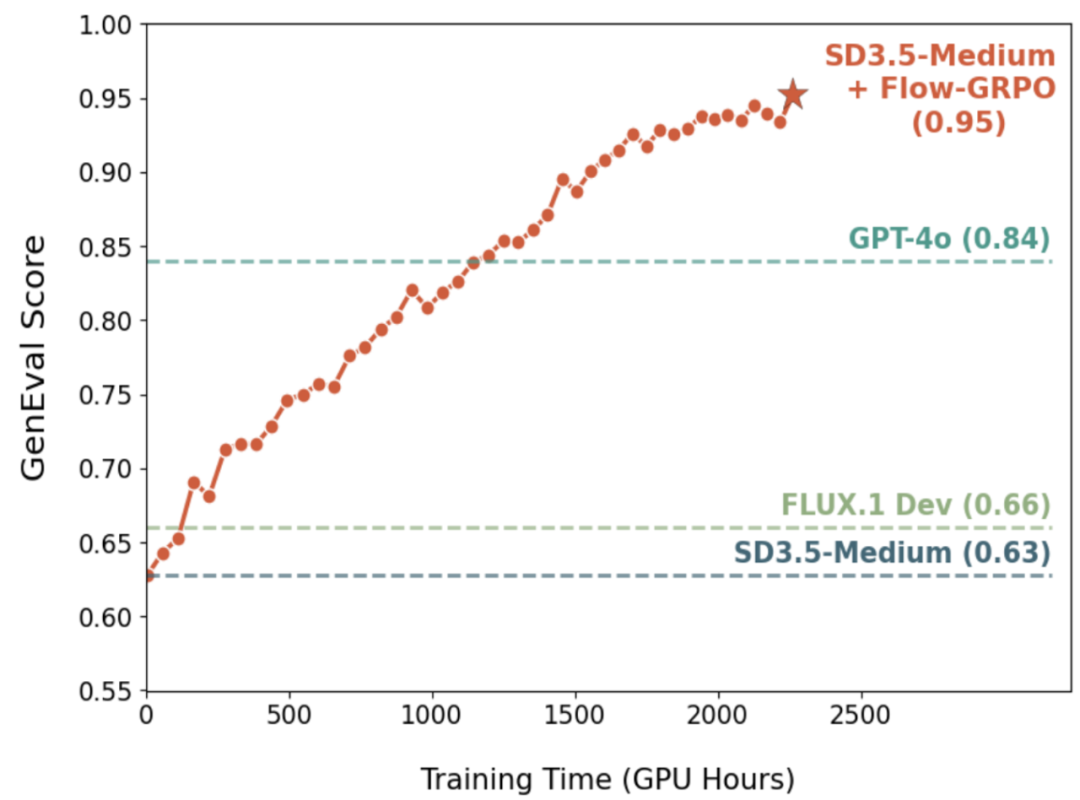 1.00
0.95
0.90
0.85
0.80
0.75
0.70
0.65
0.60
0.55
GenEval Score
SD3.5-Medium
+ Flow-GRPO
(0.95)
GPT-4o (0.84)
FLUX.1 Dev (0.66)
SD3.5-Medium (0.63)
0 500 1000 1500 2000 2500
Training Time (GPU Hours)